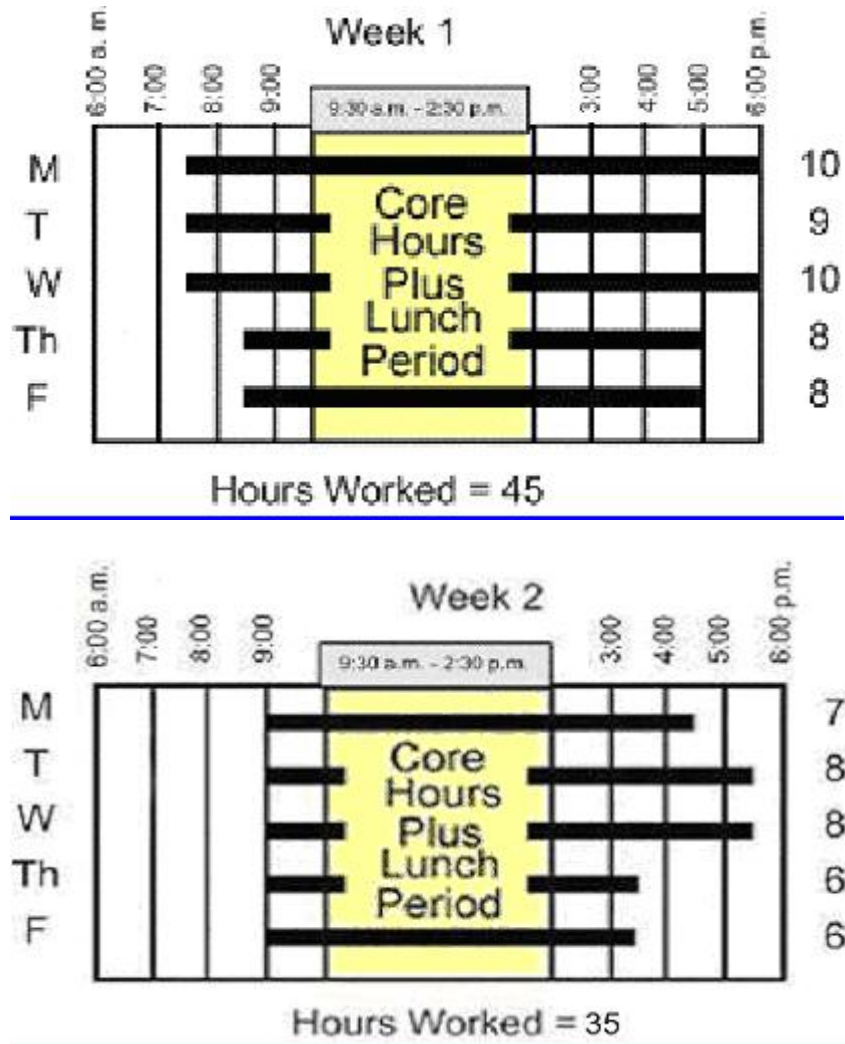 Week 1
6:00 a. m.
7:00
8:00
9:00
9:30 a.m. - 2:30 p.m.
3:00
4:00
5:00
6:00 p.m.
M 10
T 9
W 10
Th 8
F 8
Core
Hours
Plus
Lunch
Period
Hours Worked = 45
Week 2
6:00 a.m.
7:00
8:00
9:00
9:30 a.m. - 2:30 p.m.
3:00
4:00
5:00
6:00 p.m.
M 7
T 8
W 8
Th 6
F 6
Core
Hours
Plus
Lunch
Period
Hours Worked = 35